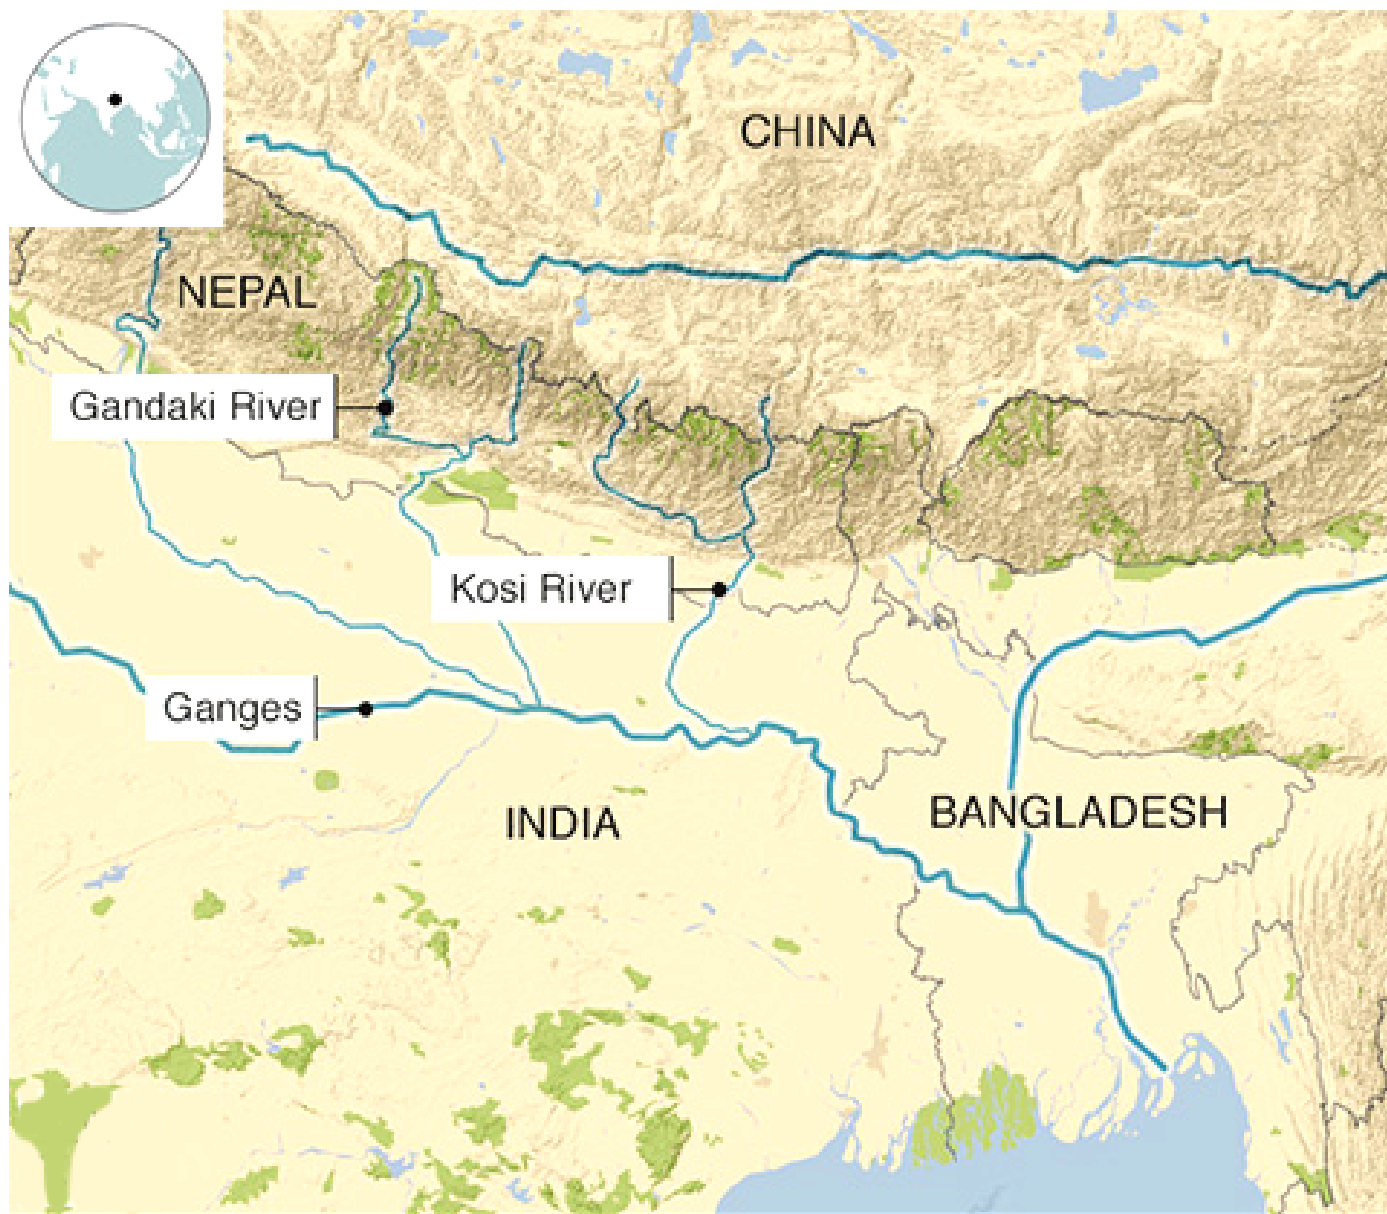 CHINA
NEPAL
Gandaki River
Kosi River
Ganges
INDIA
BANGLADESH